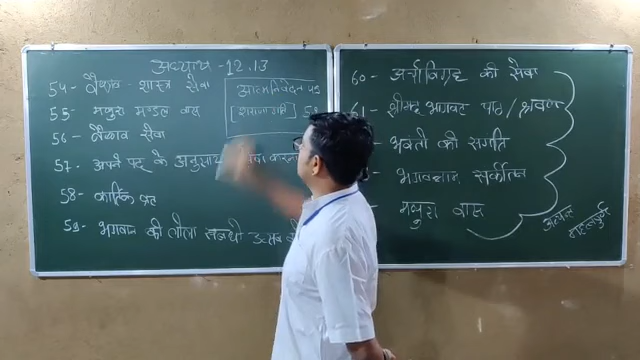 अध्याय - 12,13
54- वैष्णव शास्त्र सेवा
55- मथुरा मण्डल वास
56- वैष्णव सेवा
57- अपने पद के अनुसार
58- कार्तिक व्रत
59- भगवान की लीला संबंधी उत्सव
आत्मनिवेदन पद
[शरणागति] 53
60- अर्चाविग्रह की सेवा
61- श्रीमद् भागवत पाठ / श्रवण
भक्तों की संगति
भगवन्नाम संकीर्तन
मथुरा वास
अत्यन्त
महत्वपूर्ण